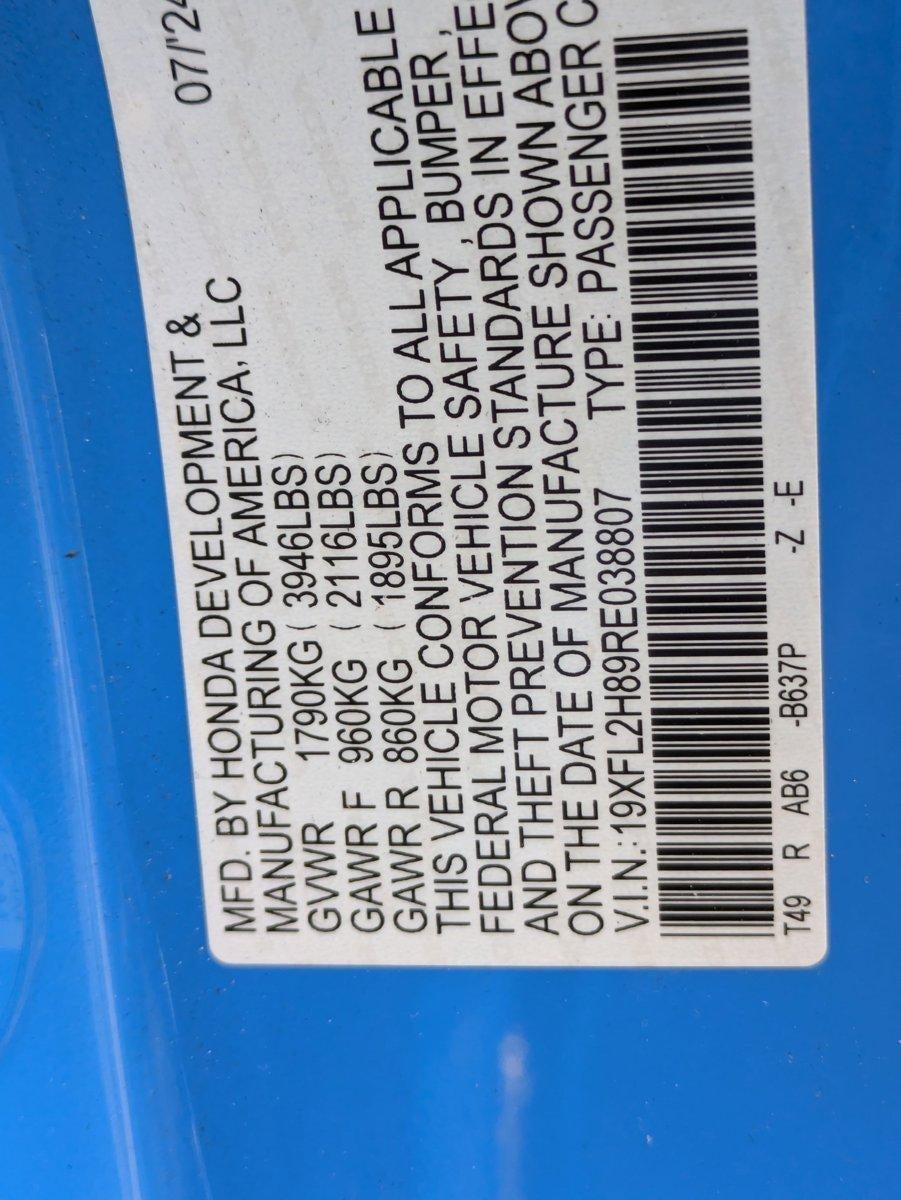 MFD. BY HONDA DEVELOPMENT & 07/'24
MANUFACTURING OF AMERICA, LLC
GVWR 1790KG ( 3946LBS)
GAWR F 960KG ( 2116LBS)
GAWR R 860KG ( 1895LBS)
THIS VEHICLE CONFORMS TO ALL APPLICABLE
FEDERAL MOTOR VEHICLE SAFETY , BUMPER ,
AND THEFT PREVENTION STANDARDS IN EFFE
ON THE DATE OF MANUFACTURE SHOWN ABOV
V.I.N.:19XFL2H89RE038807 TYPE: PASSENGER C
T49 R AB6 -B637P -Z -E